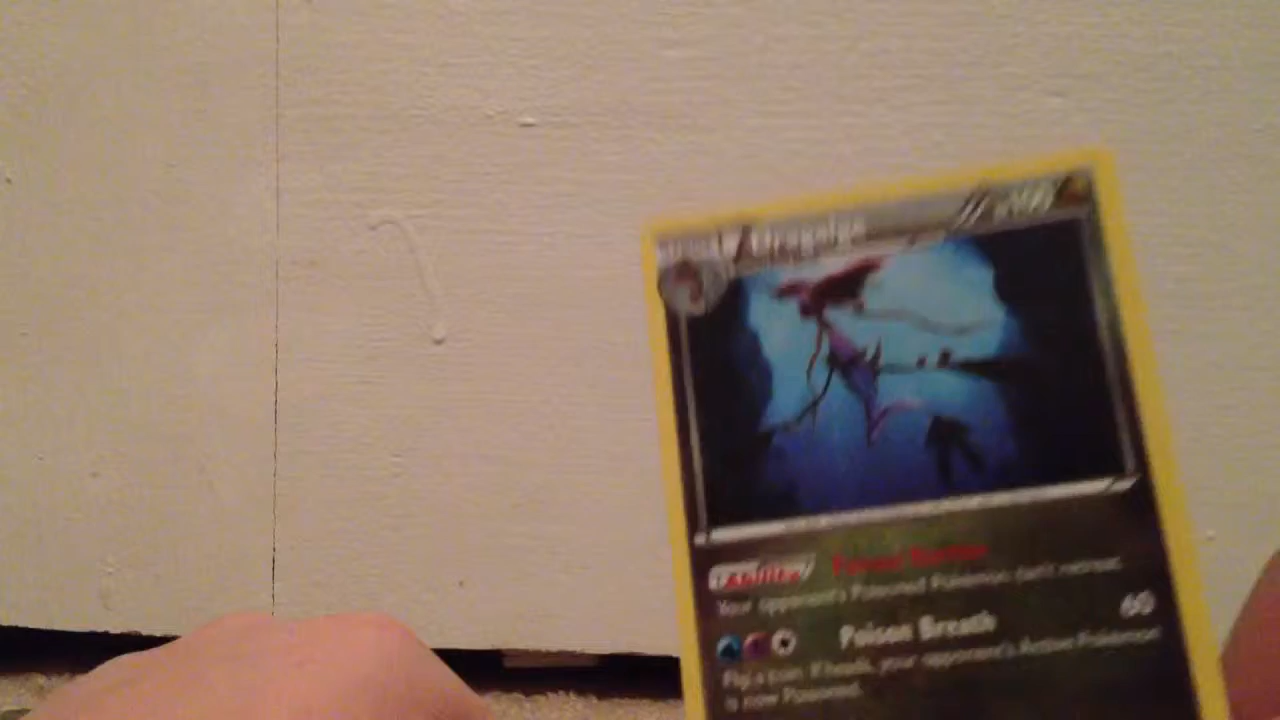 Dragalge
Ability
Your opponent's Poisoned Pokémon can't retreat.
Poison Breath 60
Flip a coin. If heads, your opponent's Active Pokémon
is now Poisoned.